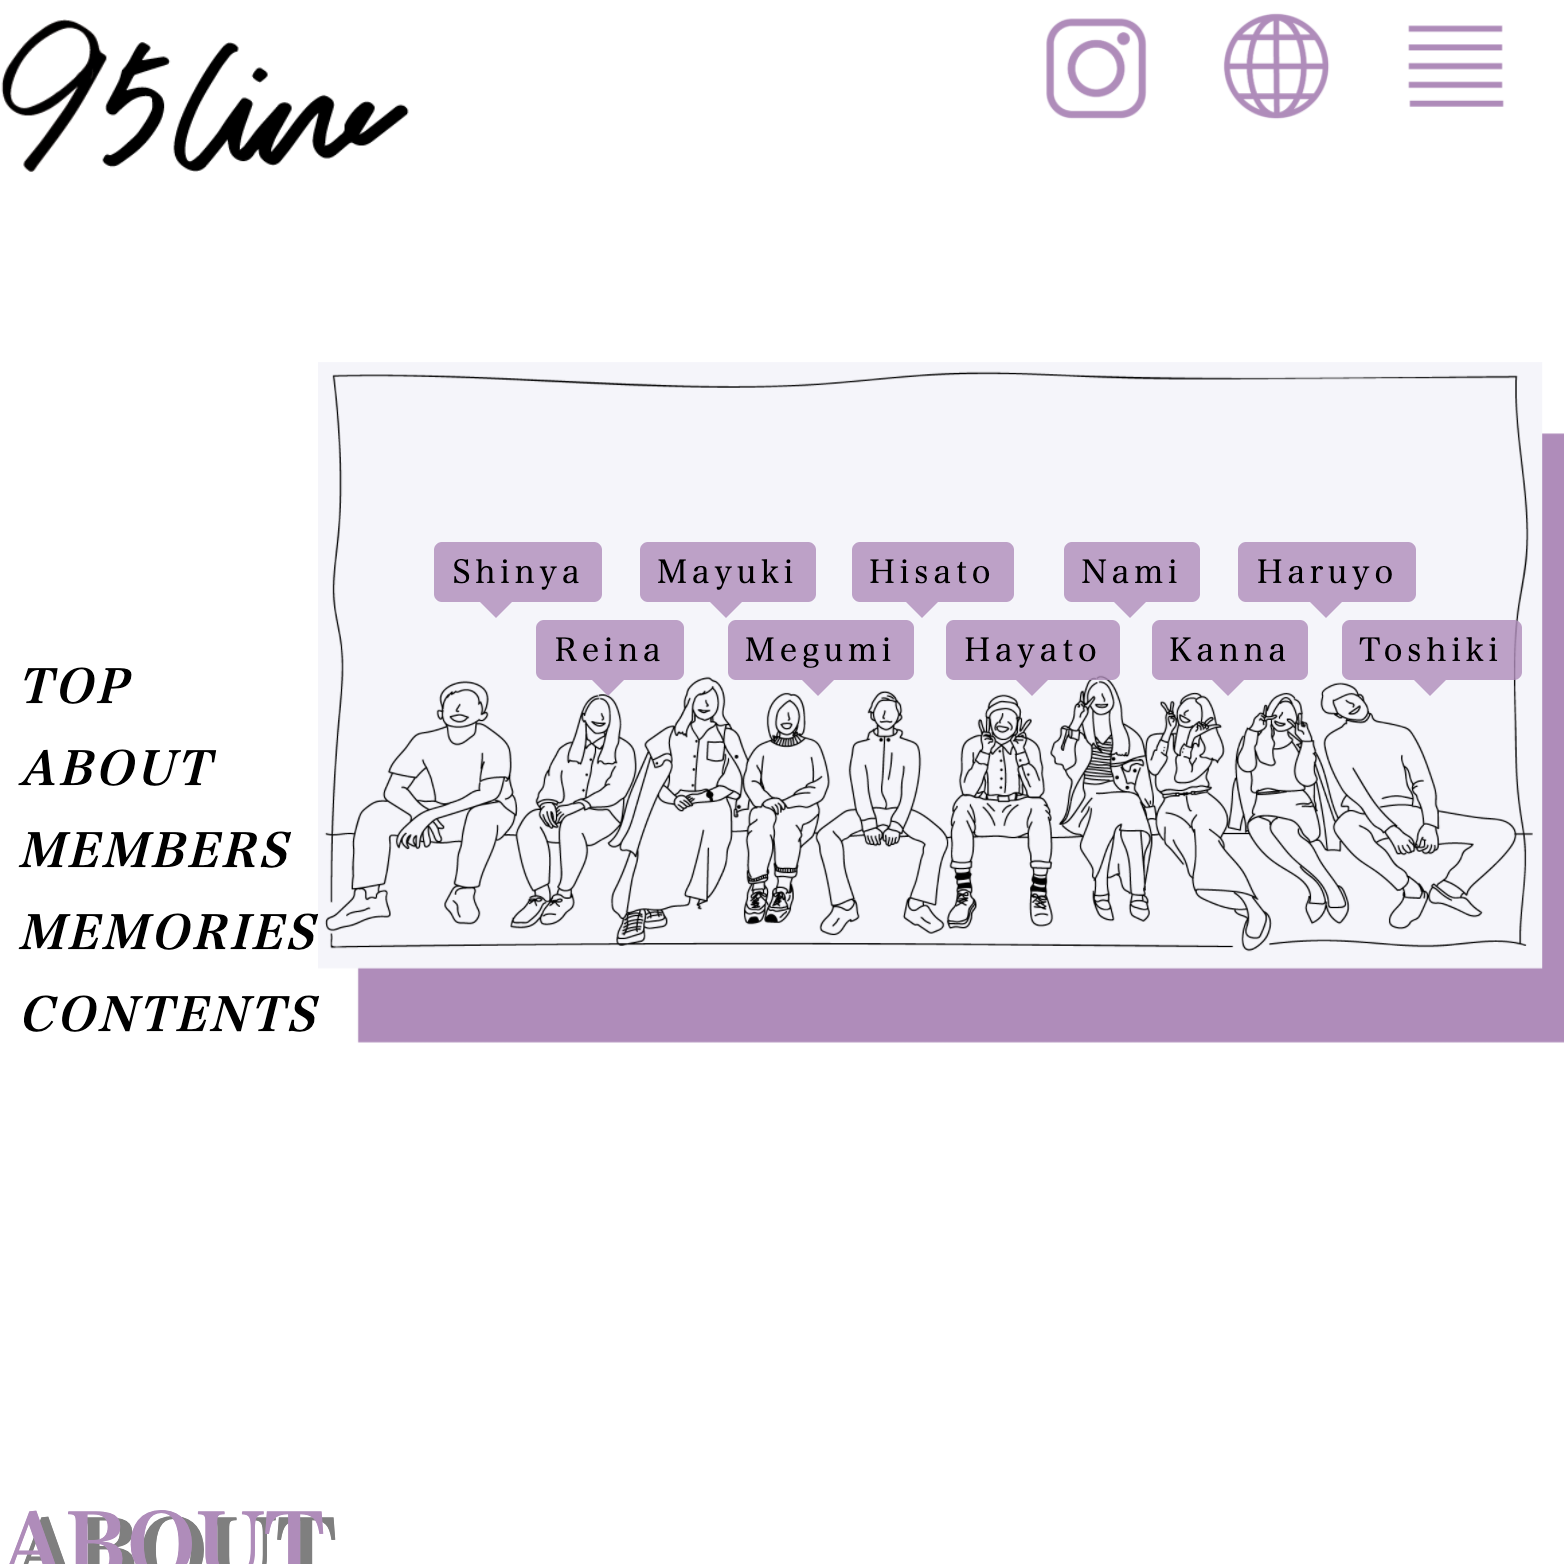 95line
Shinya
Mayuki
Hisato
Nami
Haruyo
Reina
Megumi
Hayato
Kanna
Toshiki
TOP
ABOUT
MEMBERS
MEMORIES
CONTENTS
ABOUT